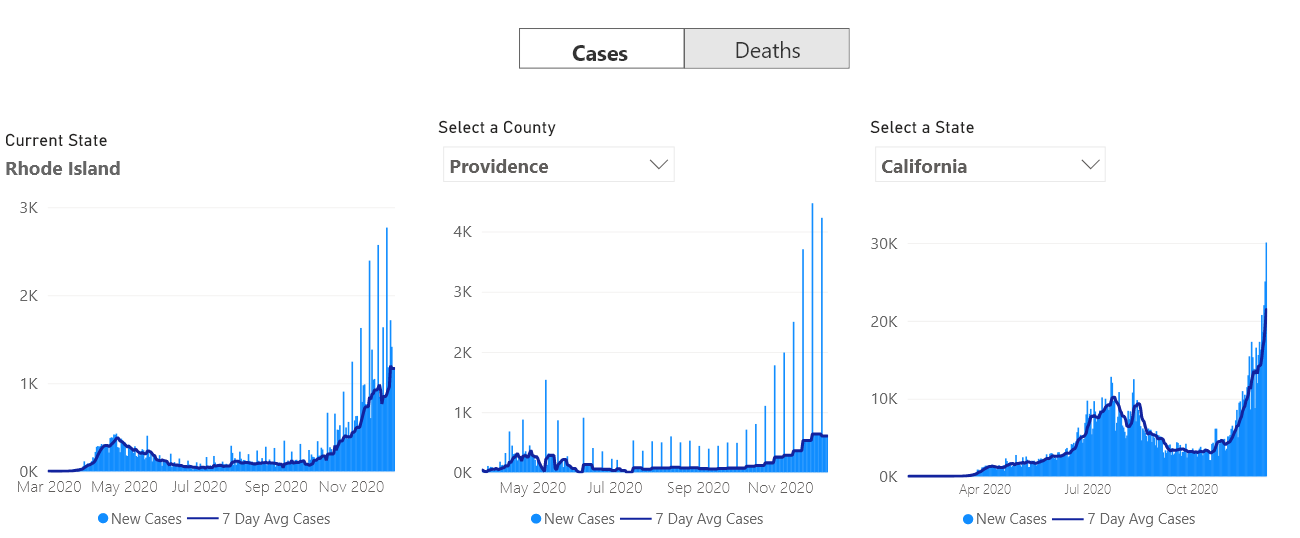 Cases Deaths
Current State
Rhode Island
3K
2K
1K
0K
Mar 2020 May 2020 Jul 2020 Sep 2020 Nov 2020
New Cases 7 Day Avg Cases
Select a County
Providence
4K
3K
2K
1K
0K
May 2020 Jul 2020 Sep 2020 Nov 2020
New Cases 7 Day Avg Cases
Select a State
California
30K
20K
10K
0K
Apr 2020 Jul 2020 Oct 2020
New Cases 7 Day Avg Cases